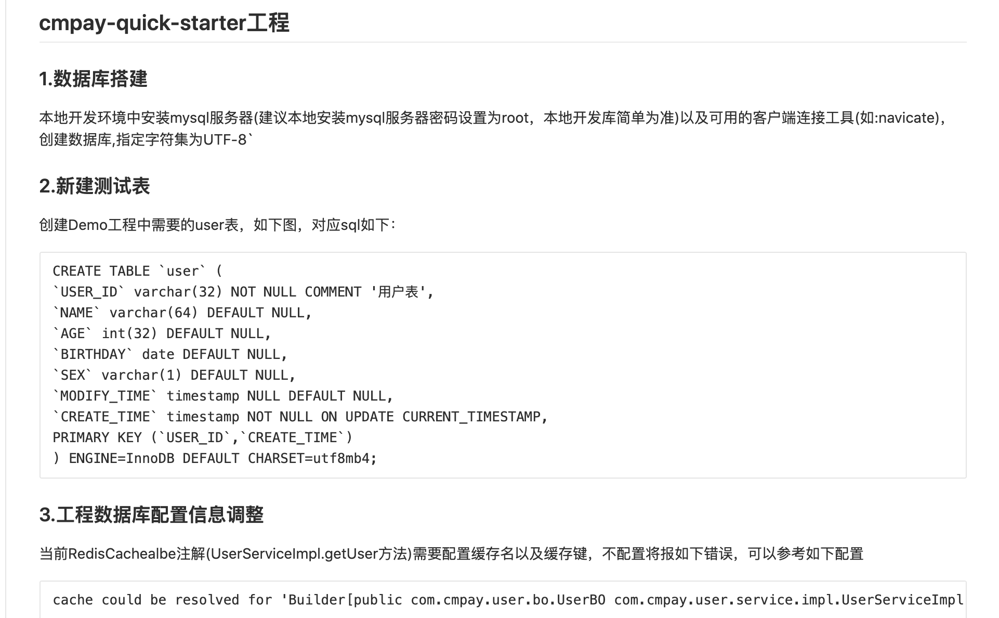 cmpay-quick-starter工程
1.数据库搭建
本地开发环境中安装mysql服务器(建议本地安装mysql服务器密码设置为root，本地开发库简单为准)以及可用的客户端连接工具(如:navicate)，
创建数据库,指定字符集为UTF-8`
2.新建测试表
创建Demo工程中需要的user表，如下图，对应sql如下：
CREATE TABLE `user` (
`USER_ID` varchar(32) NOT NULL COMMENT '用户表',
`NAME` varchar(64) DEFAULT NULL,
`AGE` int(32) DEFAULT NULL,
`BIRTHDAY` date DEFAULT NULL,
`SEX` varchar(1) DEFAULT NULL,
`MODIFY_TIME` timestamp NULL DEFAULT NULL,
`CREATE_TIME` timestamp NOT NULL ON UPDATE CURRENT_TIMESTAMP,
PRIMARY KEY (`USER_ID`,`CREATE_TIME`)
) ENGINE=InnoDB DEFAULT CHARSET=utf8mb4;
3.工程数据库配置信息调整
当前RedisCachealbe注解(UserServiceImpl.getUser方法)需要配置缓存名以及缓存键，不配置将报如下错误，可以参考如下配置
cache could be resolved for 'Builder[public com.cmpay.user.bo.UserBO com.cmpay.user.service.impl.UserServiceImpl